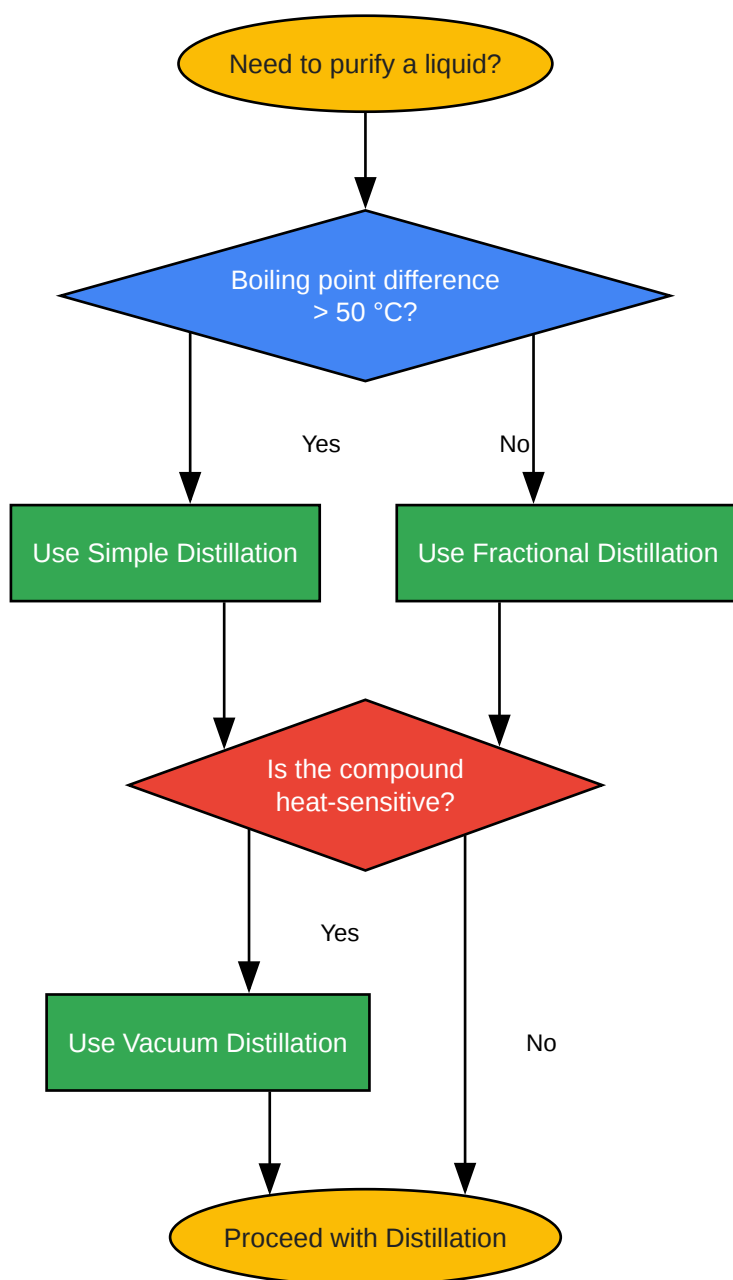 Need to purify a liquid?
Boiling point difference
> 50 °C?
Yes
No
Use Simple Distillation
Use Fractional Distillation
Is the compound
heat-sensitive?
Yes
Use Vacuum Distillation
No
Proceed with Distillation